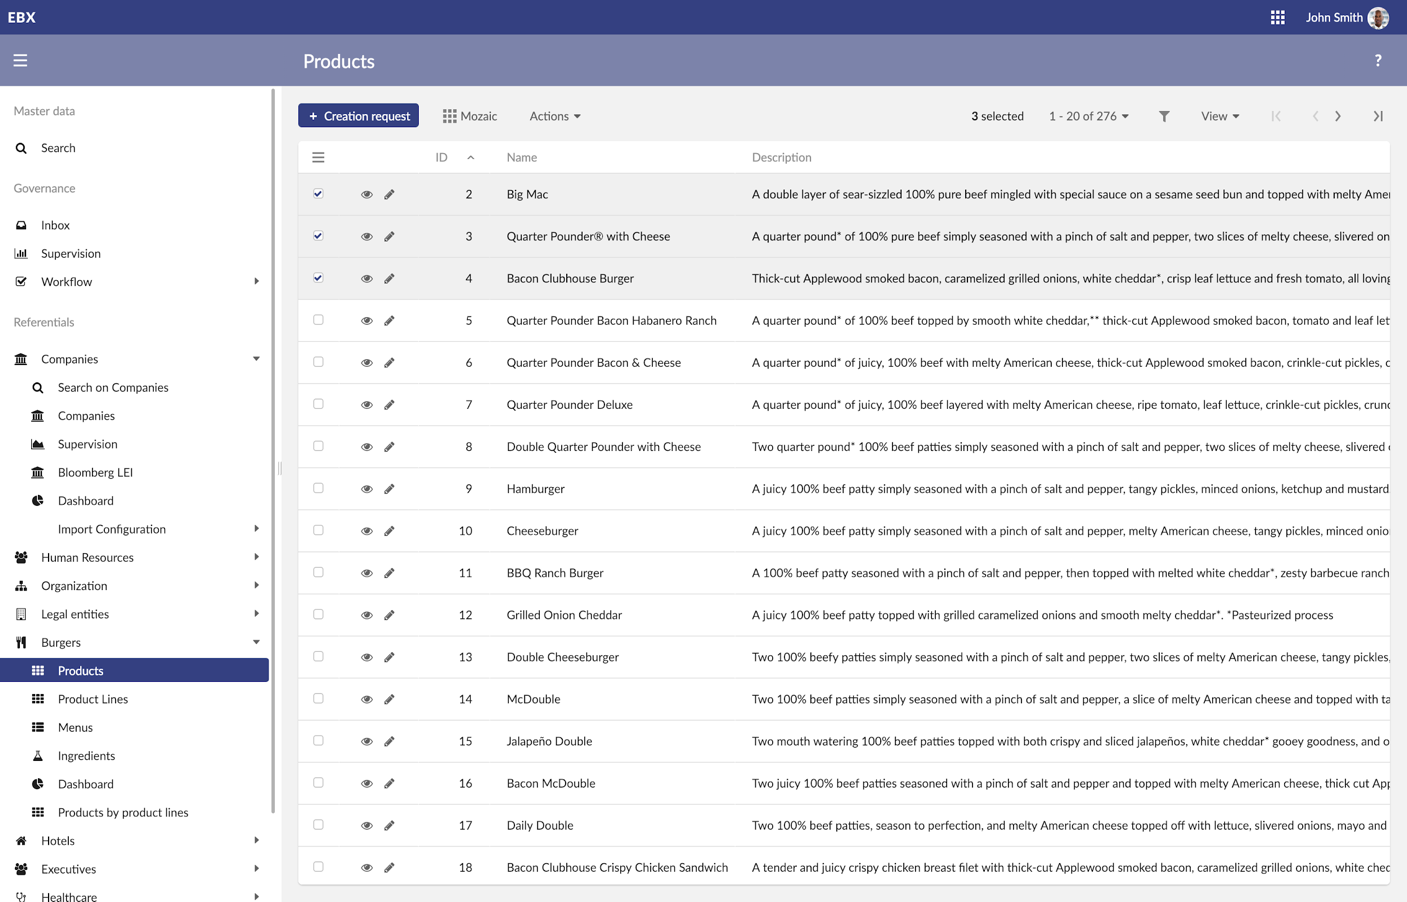 EBX
John Smith
Products
?
Master data
Search
Governance
Inbox
Supervision
Workflow
Referentials
Companies
Search on Companies
Companies
Supervision
Bloomberg LEI
Dashboard
Import Configuration
Human Resources
Organization
Legal entities
Burgers
Products
Product Lines
Menus
Ingredients
Dashboard
Products by product lines
Hotels
Executives
Healthcare
+ Creation request Mozaic Actions 3 selected 1 - 20 of 276 View
ID Name Description
2 Big Mac A double layer of sear-sizzled 100% pure beef mingled with special sauce on a sesame seed bun and topped with melty Amer
3 Quarter Pounder® with Cheese A quarter pound* of 100% pure beef simply seasoned with a pinch of salt and pepper, two slices of melty cheese, slivered on
4 Bacon Clubhouse Burger Thick-cut Applewood smoked bacon, caramelized grilled onions, white cheddar*, crisp leaf lettuce and fresh tomato, all loving
5 Quarter Pounder Bacon Habanero Ranch A quarter pound* of 100% beef topped by smooth white cheddar,** thick-cut Applewood smoked bacon, tomato and leaf let
6 Quarter Pounder Bacon & Cheese A quarter pound* of juicy, 100% beef with melty American cheese, thick-cut Applewood smoked bacon, crinkle-cut pickles, c
7 Quarter Pounder Deluxe A quarter pound* of juicy, 100% beef layered with melty American cheese, ripe tomato, leaf lettuce, crinkle-cut pickles, crunc
8 Double Quarter Pounder with Cheese Two quarter pound* 100% beef patties simply seasoned with a pinch of salt and pepper, two slices of melty cheese, slivered
9 Hamburger A juicy 100% beef patty simply seasoned with a pinch of salt and pepper, tangy pickles, minced onions, ketchup and mustard
10 Cheeseburger A juicy 100% beef patty simply seasoned with a pinch of salt and pepper, melty American cheese, tangy pickles, minced onio
11 BBQ Ranch Burger A 100% beef patty seasoned with a pinch of salt and pepper, then topped with melted white cheddar*, zesty barbecue ranch
12 Grilled Onion Cheddar A juicy 100% beef patty topped with grilled caramelized onions and smooth melty cheddar*. *Pasteurized process
13 Double Cheeseburger Two 100% beefy patties simply seasoned with a pinch of salt and pepper, two slices of melty American cheese, tangy pickles,
14 McDouble Two 100% beef patties simply seasoned with a pinch of salt and pepper, a slice of melty American cheese and topped with ta
15 Jalapeño Double Two mouth watering 100% beef patties topped with both crispy and sliced jalapeños, white cheddar* gooey goodness, and o
16 Bacon McDouble Two juicy 100% beef patties seasoned with a pinch of salt and pepper and topped with melty American cheese, thick cut App
17 Daily Double Two 100% beef patties, season to perfection, and melty American cheese topped off with lettuce, slivered onions, mayo and
18 Bacon Clubhouse Crispy Chicken Sandwich A tender and juicy crispy chicken breast filet with thick-cut Applewood smoked bacon, caramelized grilled onions, white ched